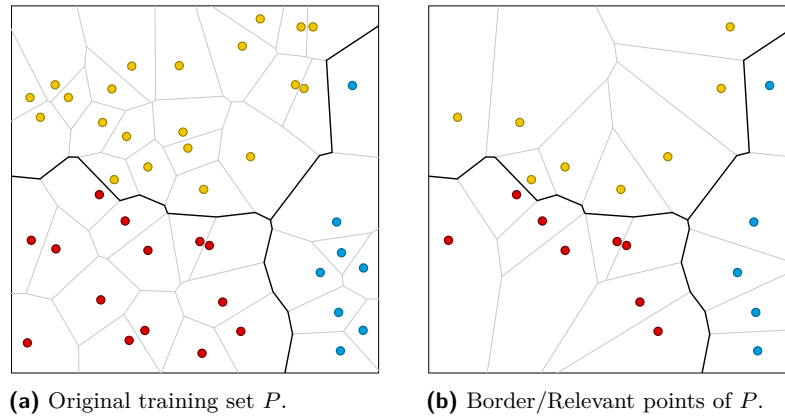 (a) Original training set P.
(b) Border/Relevant points of P.